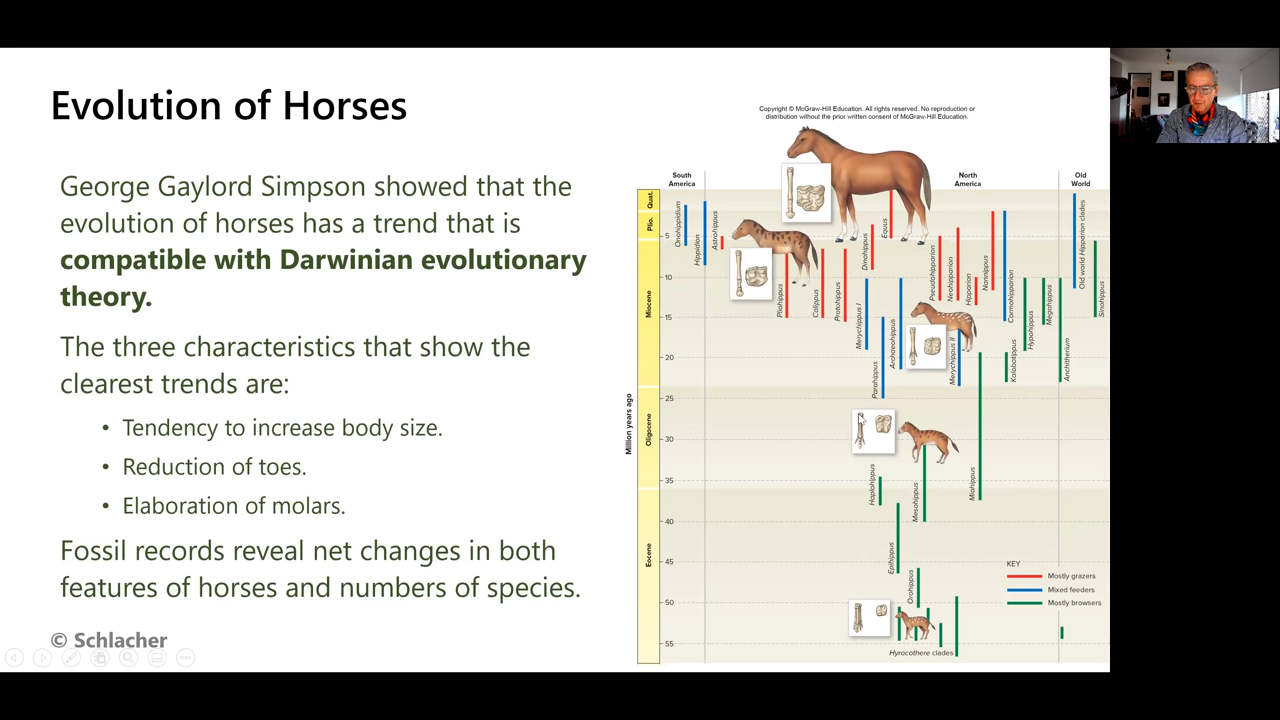 Evolution of Horses
George Gaylord Simpson showed that the
evolution of horses has a trend that is
compatible with Darwinian evolutionary
theory.
The three characteristics that show the
clearest trends are:
• Tendency to increase body size.
• Reduction of toes.
• Elaboration of molars.
Fossil records reveal net changes in both
features of horses and numbers of species.
© Schlacher
Copyright © McGraw-Hill Education. All rights reserved. No reproduction or
distribution without the prior written consent of McGraw-Hill Education.
South
America
North
America
Old
World
Million years ago
Quat.
Plio.
Miocene
Oligocene
Eocene
5
10
15
20
25
30
35
40
45
50
55
Onohippidium
Hippidion
Astrohippus
Pliohippus
Calippus
Protohippus
Dinohippus
Equus
Merychippus I
Parahippus
Archaeohippus
Pseudohipparion
Neohipparion
Hipparion
Nannippus
Merychippus II
Cormohipparion
Kalobatippus
Hypohippus
Megahippus
Anchitherium
Old world Hipparion clades
Sinohippus
Haplohippus
Mesohippus
Miohippus
Epihippus
Orohippus
Hyracothere clades
KEY
Mostly grazers
Mixed feeders
Mostly browsers